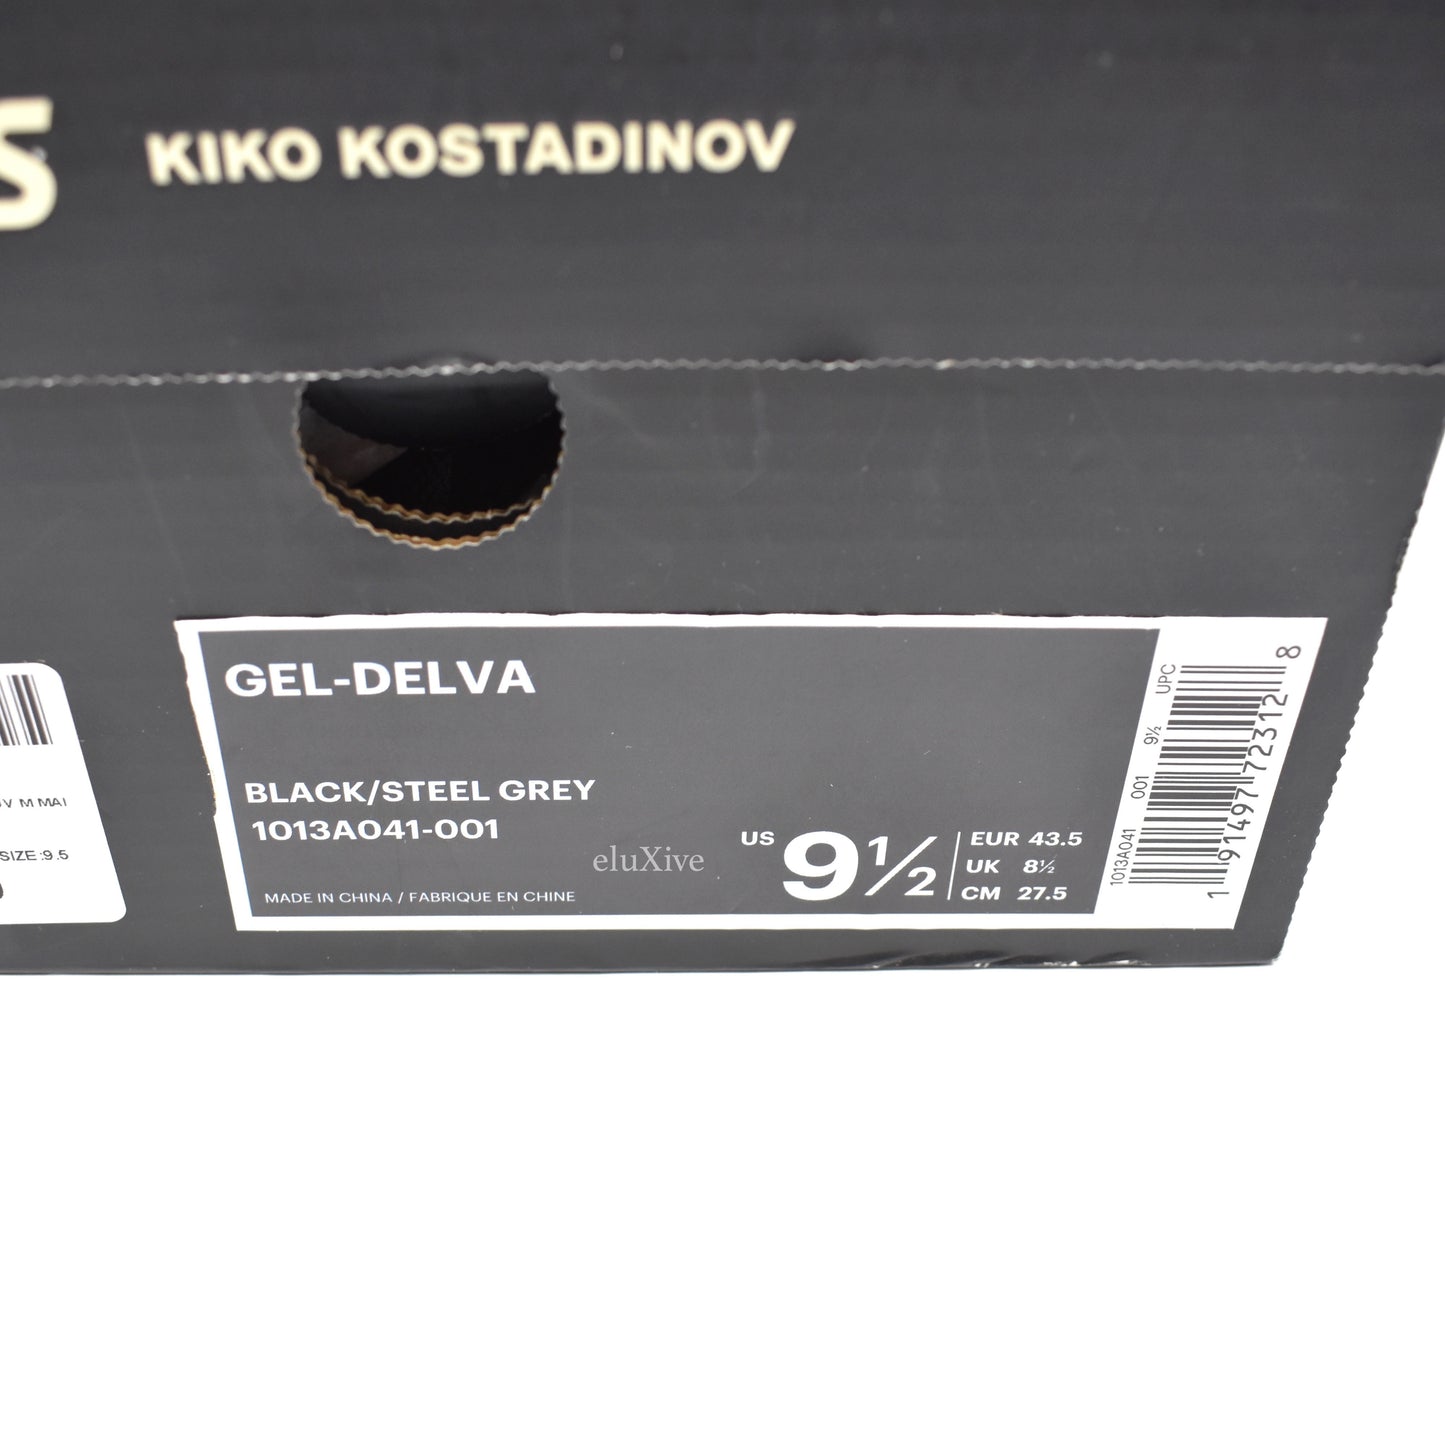 S KIKO KOSTADINOV
GEL-DELVA
BLACK/STEEL GREY
1013A041-001
MADE IN CHINA / FABRIQUE EN CHINE
eluXive
US 9½
EUR 43.5
UK 8½
CM 27.5
1013A041 001 9½ UPC
1 91497 72312 8
M MAI
SIZE:9.5